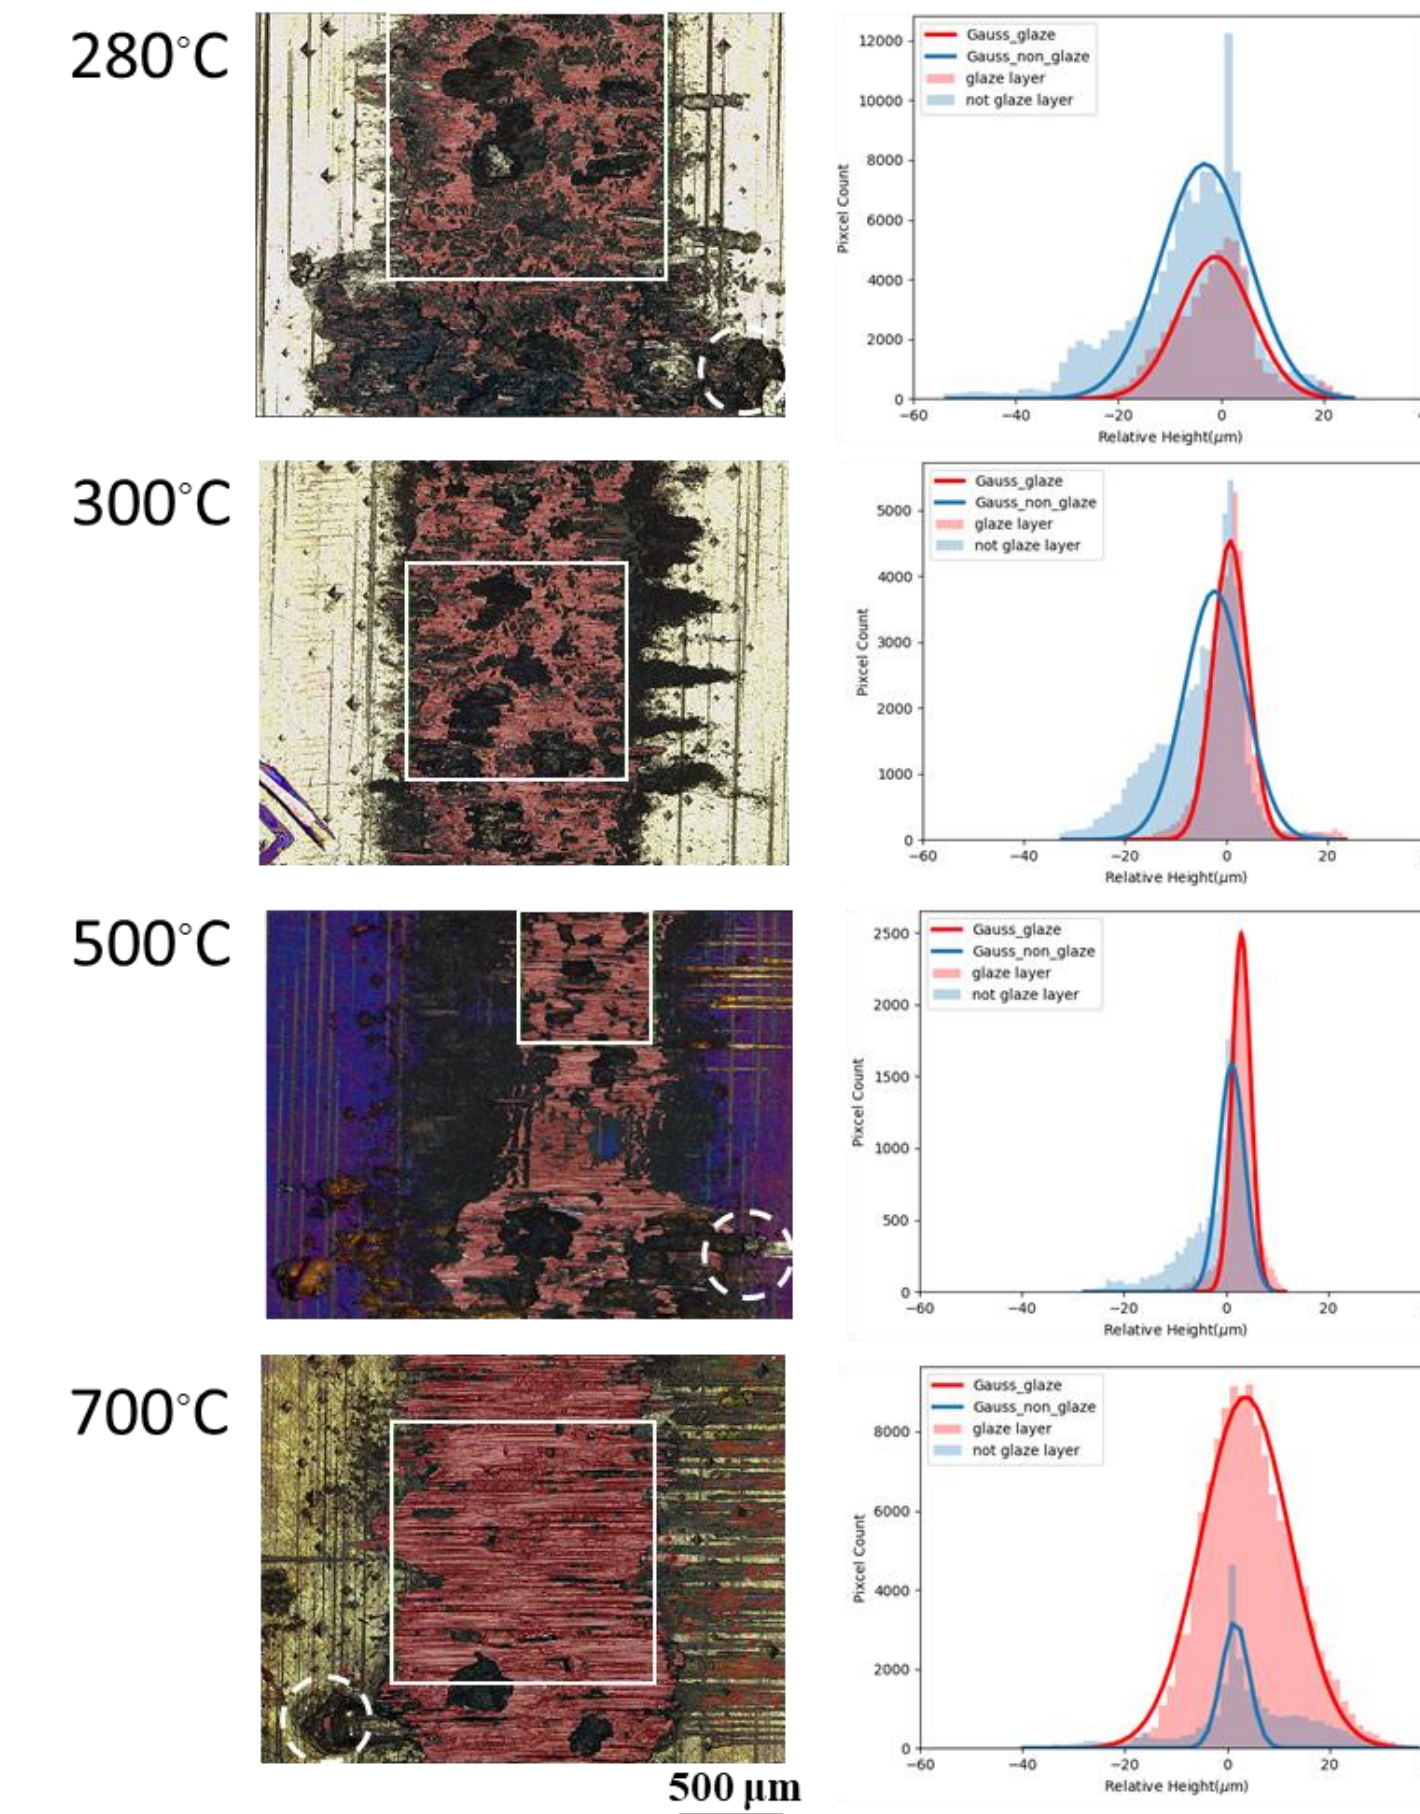 280°C
Gauss_glaze
Gauss_non_glaze
glaze layer
not glaze layer
12000
10000
8000
6000
4000
2000
0
Pixcel Count
−60 −40 −20 0 20
Relative Height(μm)
300°C
Gauss_glaze
Gauss_non_glaze
glaze layer
not glaze layer
5000
4000
3000
2000
1000
0
Pixcel Count
−60 −40 −20 0 20
Relative Height(μm)
500°C
Gauss_glaze
Gauss_non_glaze
glaze layer
not glaze layer
2500
2000
1500
1000
500
0
Pixcel Count
−60 −40 −20 0 20
Relative Height(μm)
700°C
Gauss_glaze
Gauss_non_glaze
glaze layer
not glaze layer
8000
6000
4000
2000
0
Pixcel Count
−60 −40 −20 0 20
Relative Height(μm)
500 μm